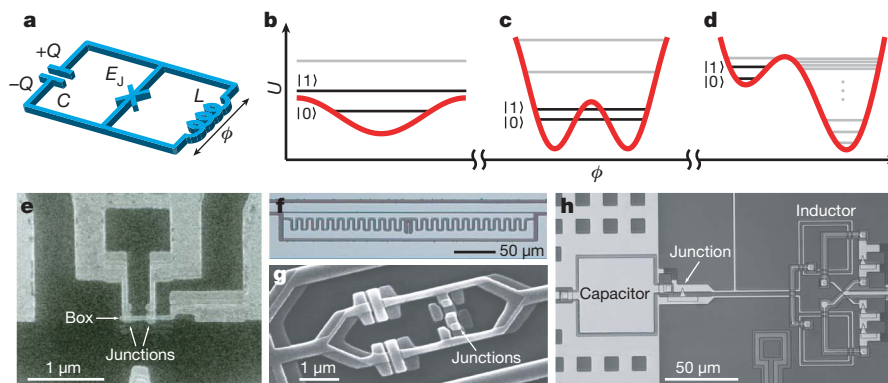 a
+Q
−Q
C
E_J
L
ϕ
b
U
|1⟩
|0⟩
c
|1⟩
|0⟩
d
|1⟩
|0⟩
ϕ
e
Box
Junctions
1 µm
f
50 µm
g
1 µm
Junctions
h
Inductor
Junction
Capacitor
50 µm